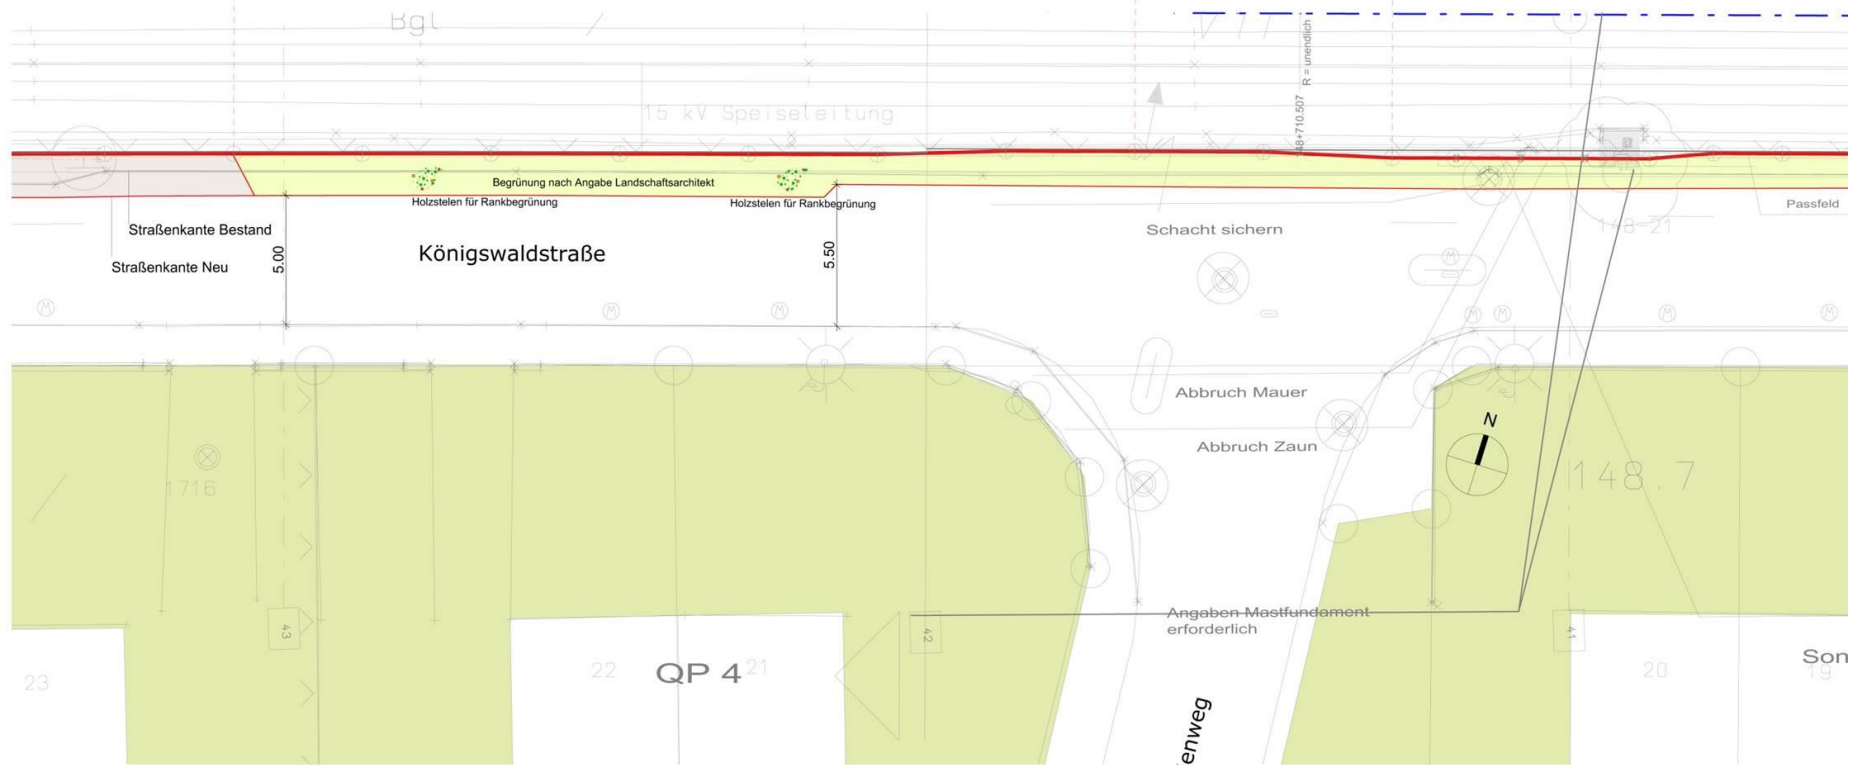 Bgl
R = unendlich
48+710.507
15 kV Speiseleitung
Begrünung nach Angabe Landschaftsarchitekt
Holzstelen für Rankbegrünung
Holzstelen für Rankbegrünung
Passfeld
Straßenkante Bestand
Schacht sichern
148-21
Königswaldstraße
5.00
5.50
Straßenkante Neu
M
M
M
M
M
M
M
M
Abbruch Mauer
N
Abbruch Zaun
148.7
1716
Angaben Mastfundament
erforderlich
43
42
41
23
22
QP 4
21
20
Son
19
enweg